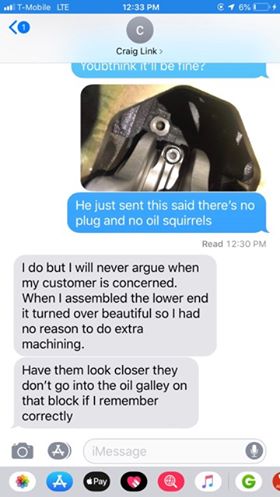 T-Mobile LTE 12:33 PM 6%
1
C
Craig Link
Youbthink it'll be fine?
He just sent this said there's no
plug and no oil squirrels
Read 12:30 PM
I do but I will never argue when
my customer is concerned.
When I assembled the lower end
it turned over beautiful so I had
no reason to do extra
machining.
Have them look closer they
don't go into the oil galley on
that block if I remember
correctly
iMessage
Pay
G